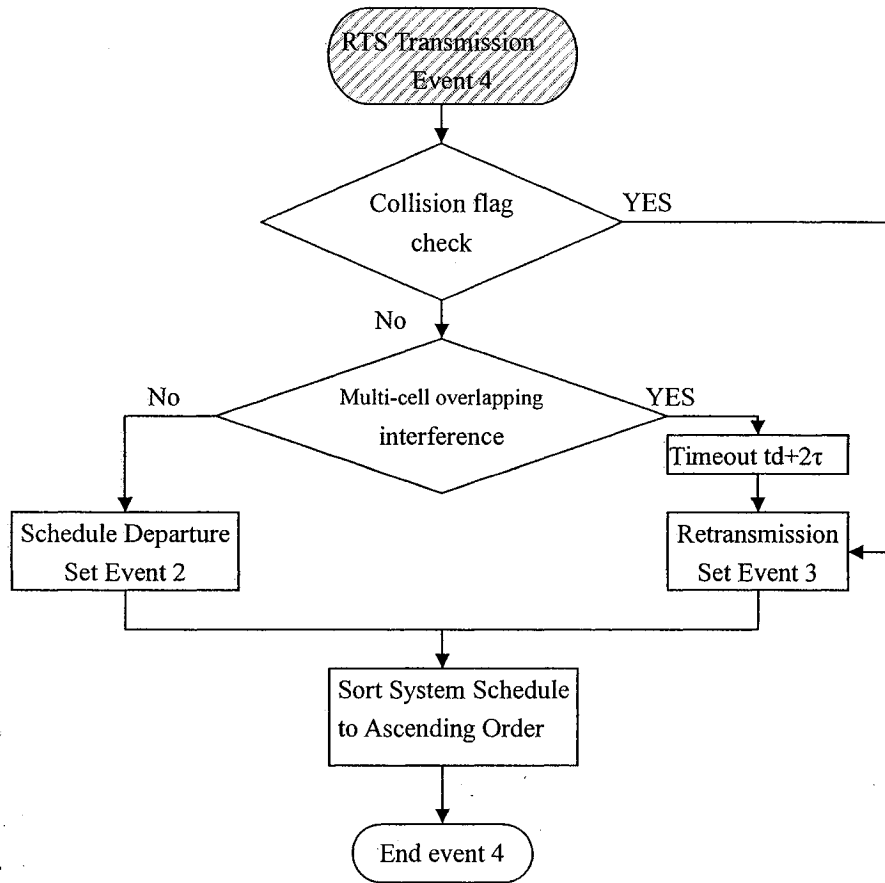 RTS Transmission
Event 4
Collision flag
check
YES
No
No
Multi-cell overlapping
interference
YES
Timeout td+2τ
Schedule Departure
Set Event 2
Retransmission
Set Event 3
Sort System Schedule
to Ascending Order
End event 4